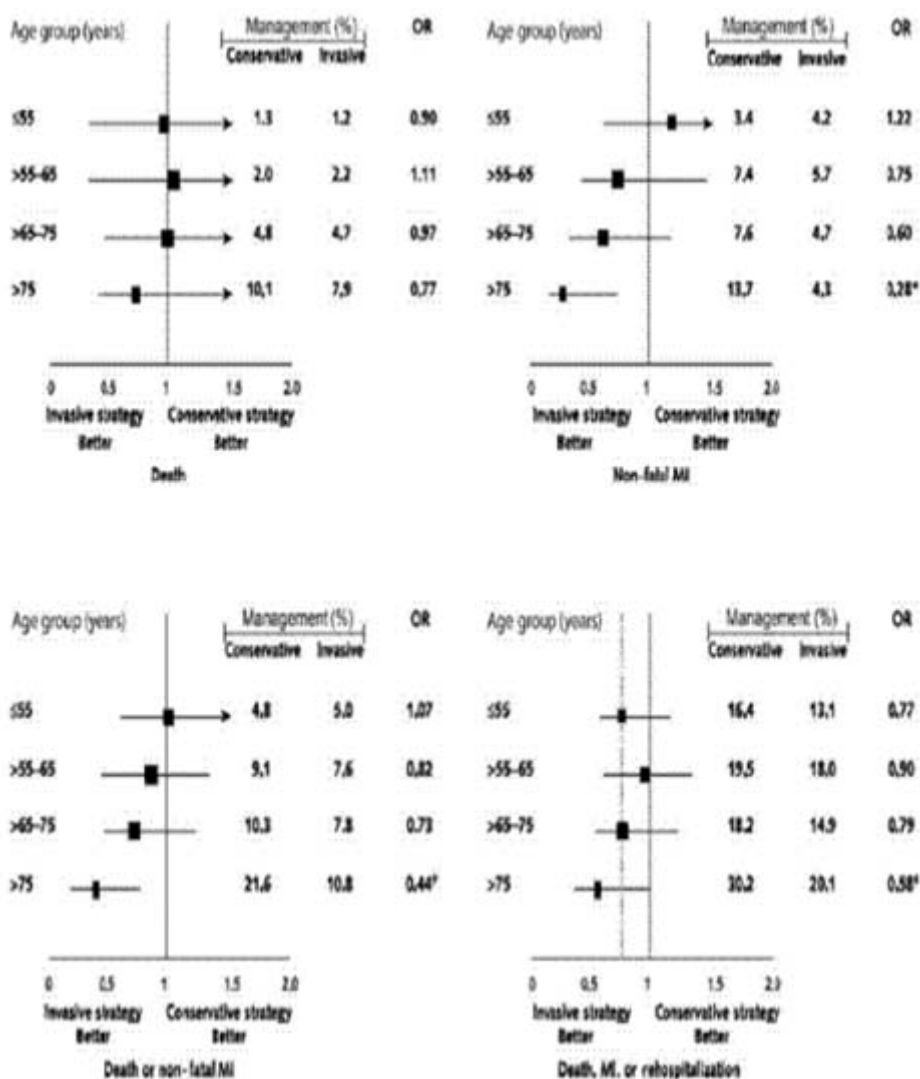 Age group (years) Management (%) OR
Conservative Invasive
≤55 1.3 1.2 0.90
>55–65 2.0 2.2 1.11
>65–75 4.8 4.7 0.97
>75 10.1 7.9 0.77
0 0.5 1 1.5 2.0
Invasive strategy Conservative strategy
Better Better
Death
Age group (years) Management (%) OR
Conservative Invasive
≤55 3.4 4.2 1.22
>55–65 7.4 5.7 0.75
>65–75 7.6 4.7 0.60
>75 13.7 4.3 0.28*
0 0.5 1 1.5 2.0
Invasive strategy Conservative strategy
Better Better
Non-fatal MI
Age group (years) Management (%) OR
Conservative Invasive
≤55 4.8 5.0 1.07
>55–65 9.1 7.6 0.82
>65–75 10.3 7.8 0.73
>75 21.6 10.8 0.44
0 0.5 1 1.5 2.0
Invasive strategy Conservative strategy
Better Better
Death or non-fatal MI
Age group (years) Management (%) OR
Conservative Invasive
≤55 16.4 13.1 0.77
>55–65 19.5 18.0 0.90
>65–75 18.2 14.9 0.79
>75 30.2 20.1 0.58*
0 0.5 1 1.5 2.0
Invasive strategy Conservative strategy
Better Better
Death, MI, or rehospitalization